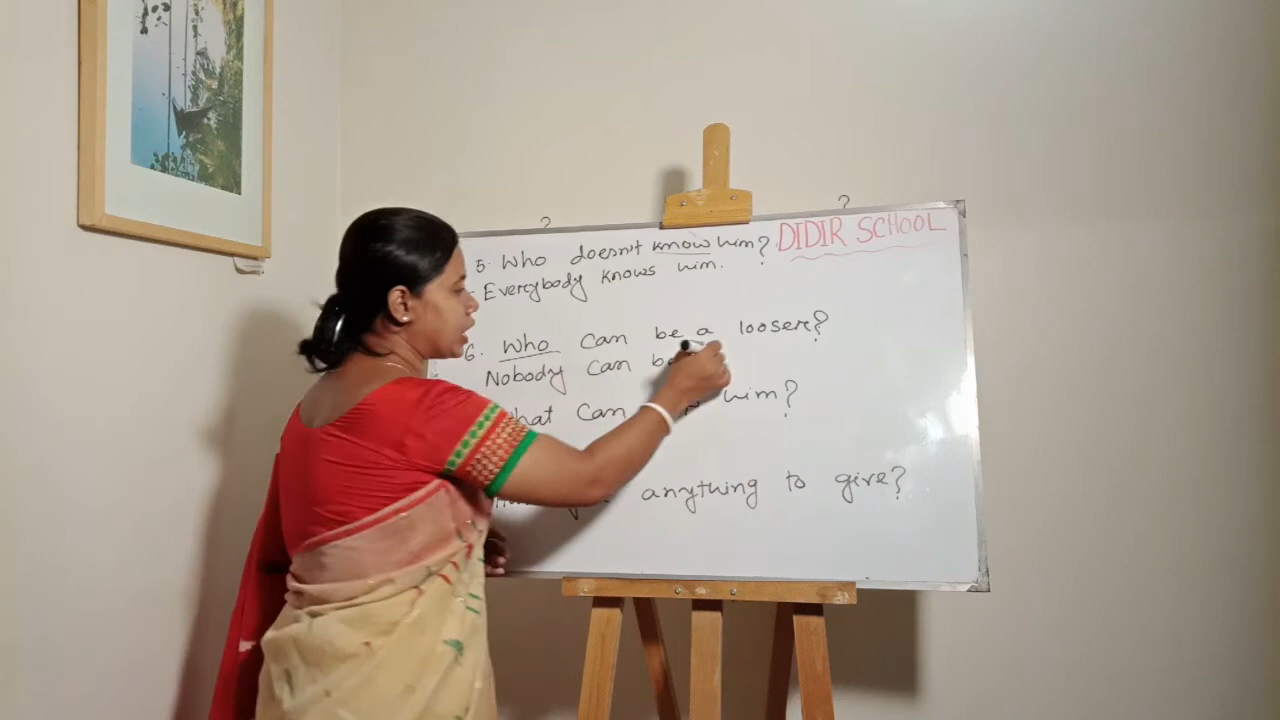 DIDIR SCHOOL
5. Who doesn't know him?
- Everybody knows him.
6. Who can be a looser?
Nobody can be
can him?
anything to give?